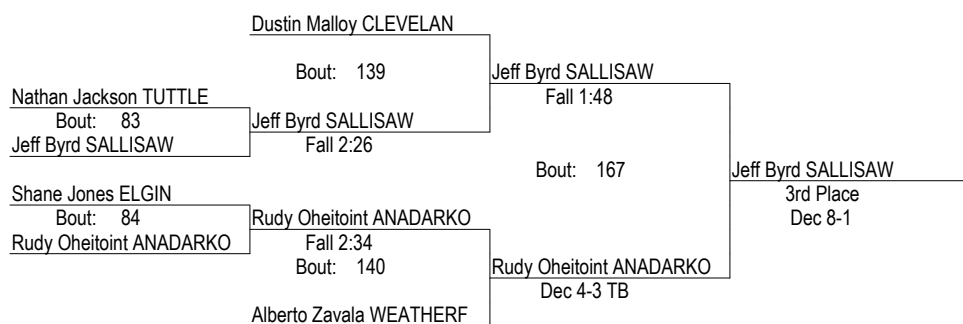 Dustin Malloy CLEVELAN
Bout: 139
Jeff Byrd SALLISAW
Fall 1:48
Nathan Jackson TUTTLE
Bout: 83
Jeff Byrd SALLISAW
Jeff Byrd SALLISAW
Fall 2:26
Bout: 167
Jeff Byrd SALLISAW
3rd Place
Dec 8-1
Shane Jones ELGIN
Bout: 84
Rudy Oheitoint ANADARKO
Rudy Oheitoint ANADARKO
Fall 2:34
Bout: 140
Rudy Oheitoint ANADARKO
Dec 4-3 TB
Alberto Zavala WEATHERF